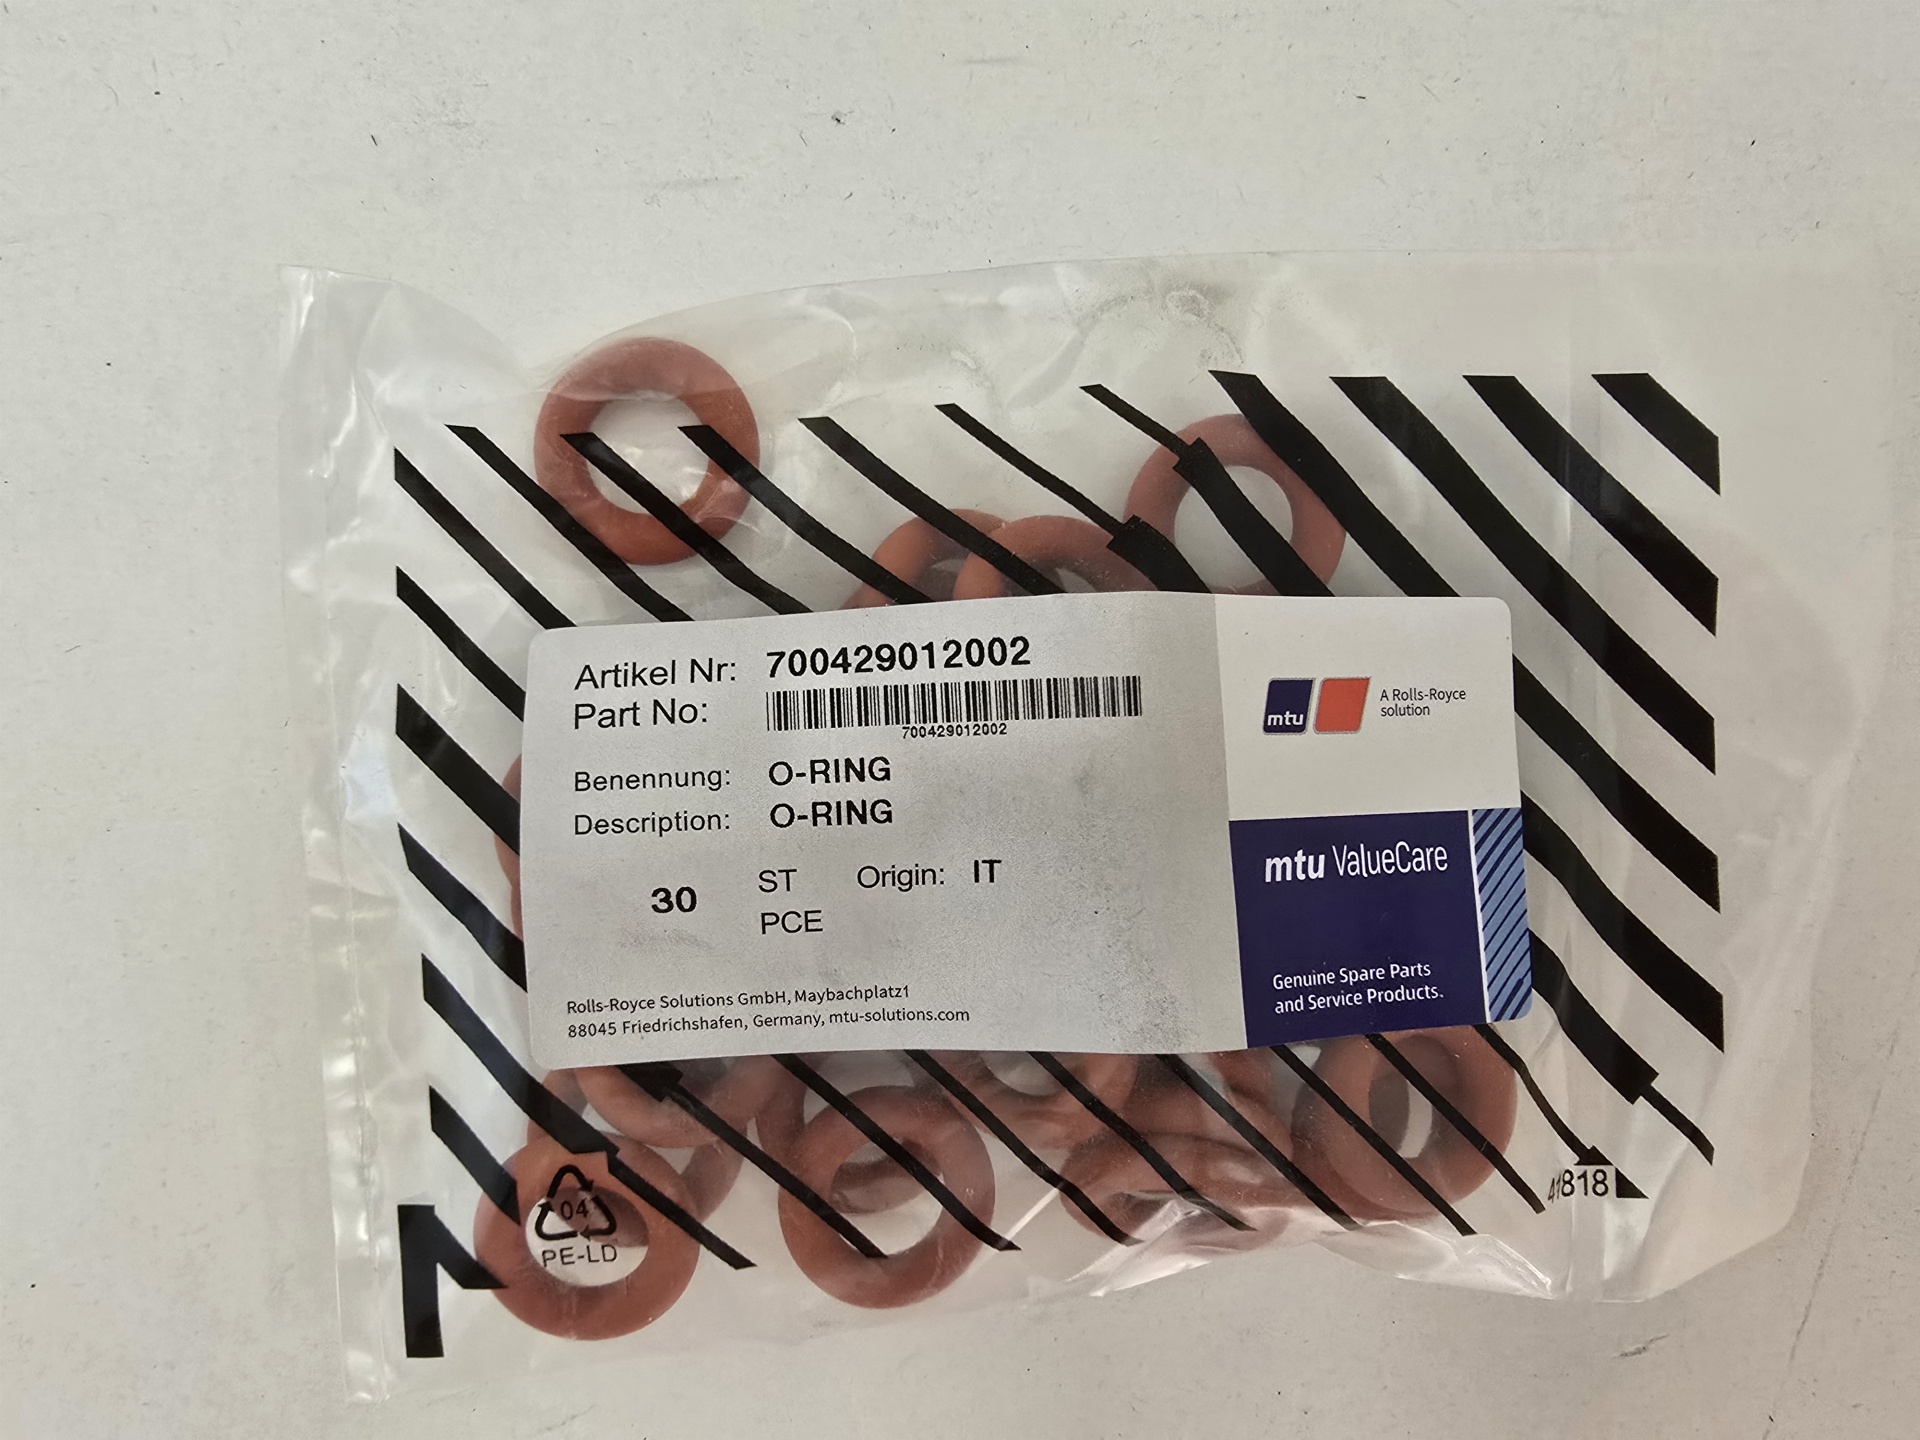 Artikel Nr: 700429012002
Part No:
700429012002
Benennung: O-RING
Description: O-RING
30 ST Origin: IT
PCE
Rolls-Royce Solutions GmbH, Maybachplatz1
88045 Friedrichshafen, Germany, mtu-solutions.com
mtu
A Rolls-Royce
solution
mtu ValueCare
Genuine Spare Parts
and Service Products.
04
PE-LD
41818